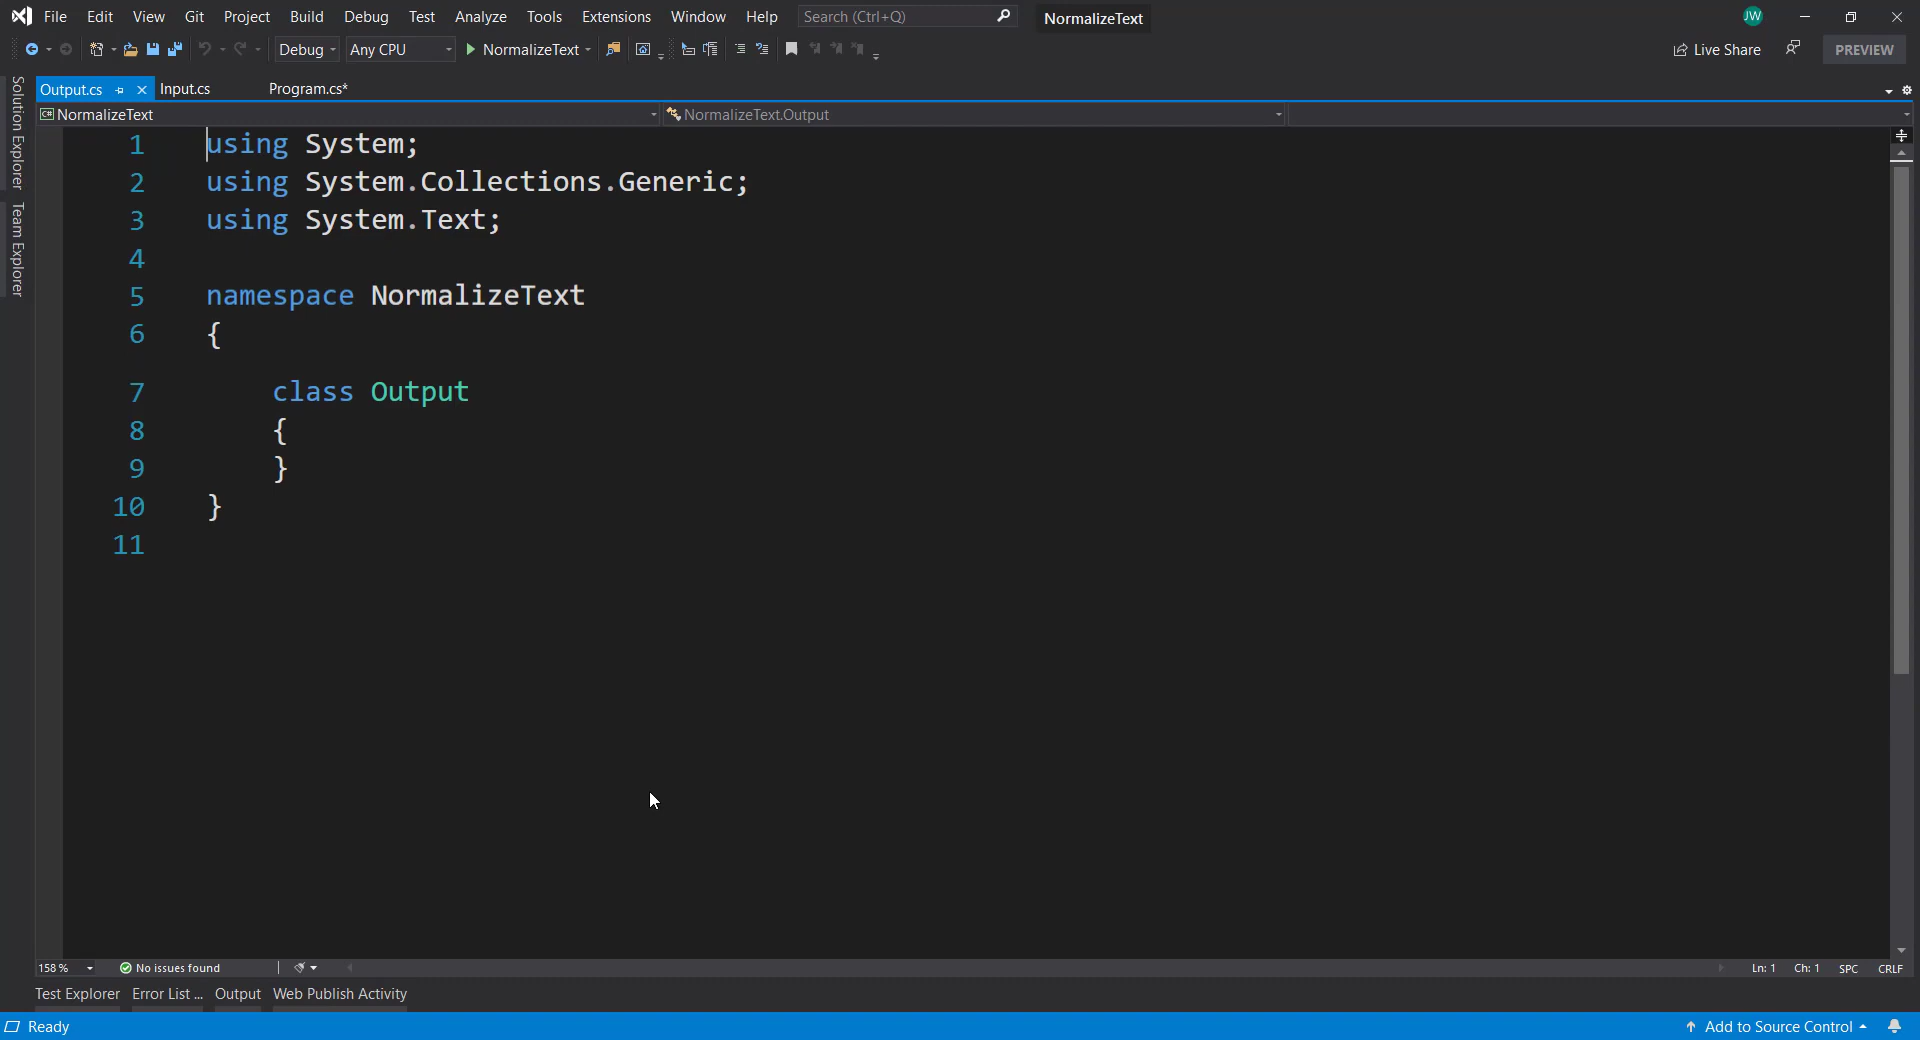 File Edit View Git Project Build Debug Test Analyze Tools Extensions Window Help Search (Ctrl+Q) NormalizeText JW
Debug Any CPU NormalizeText Live Share PREVIEW
Solution Explorer
Team Explorer
Output.cs Input.cs Program.cs*
C# NormalizeText NormalizeText.Output
1 using System;
2 using System.Collections.Generic;
3 using System.Text;
4
5 namespace NormalizeText
6 {
7 class Output
8 {
9 }
10 }
11
158 % No issues found Ln: 1 Ch: 1 SPC CRLF
Test Explorer Error List ... Output Web Publish Activity
Ready Add to Source Control